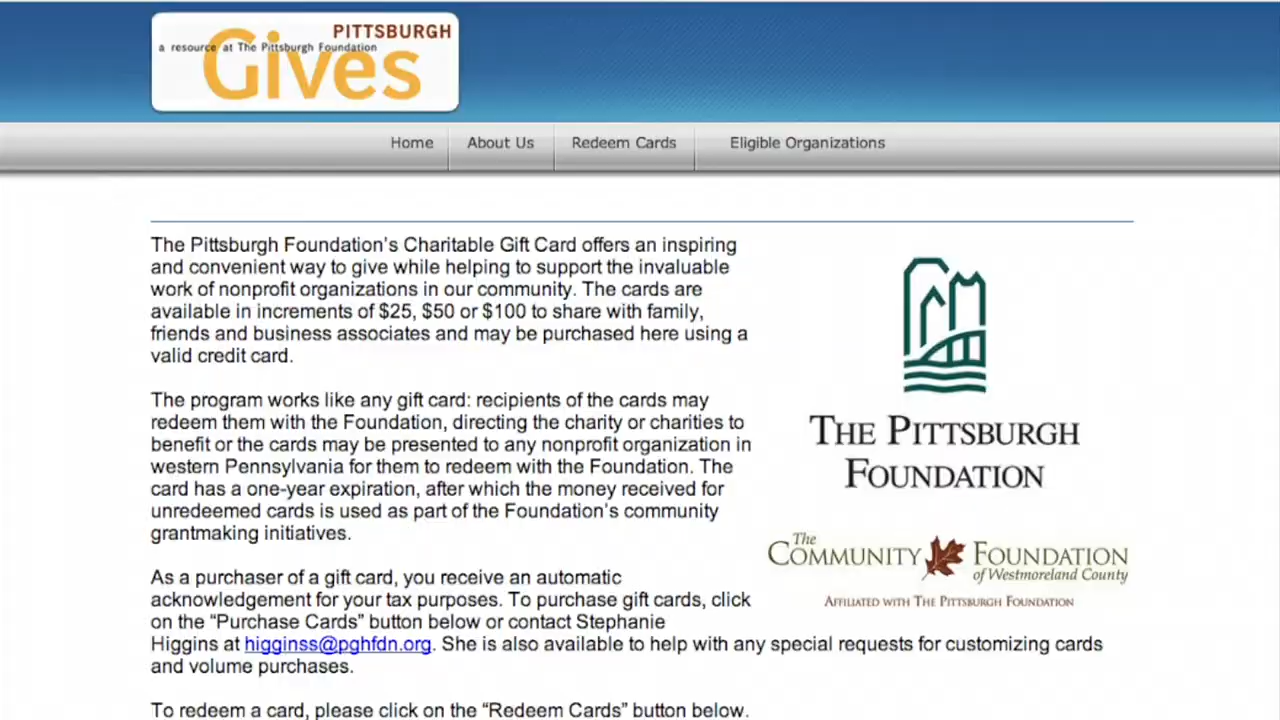 PITTSBURGH
a resource at The Pittsburgh Foundation
Gives
Home About Us Redeem Cards Eligible Organizations
The Pittsburgh Foundation’s Charitable Gift Card offers an inspiring
and convenient way to give while helping to support the invaluable
work of nonprofit organizations in our community. The cards are
available in increments of $25, $50 or $100 to share with family,
friends and business associates and may be purchased here using a
valid credit card.
The program works like any gift card: recipients of the cards may
redeem them with the Foundation, directing the charity or charities to
benefit or the cards may be presented to any nonprofit organization in
western Pennsylvania for them to redeem with the Foundation. The
card has a one-year expiration, after which the money received for
unredeemed cards is used as part of the Foundation’s community
grantmaking initiatives.
As a purchaser of a gift card, you receive an automatic
acknowledgement for your tax purposes. To purchase gift cards, click
on the “Purchase Cards” button below or contact Stephanie
Higgins at higginss@pghfdn.org. She is also available to help with any special requests for customizing cards
and volume purchases.
To redeem a card, please click on the “Redeem Cards” button below.
THE PITTSBURGH
FOUNDATION
The
COMMUNITY FOUNDATION
of Westmoreland County
AFFILIATED WITH THE PITTSBURGH FOUNDATION